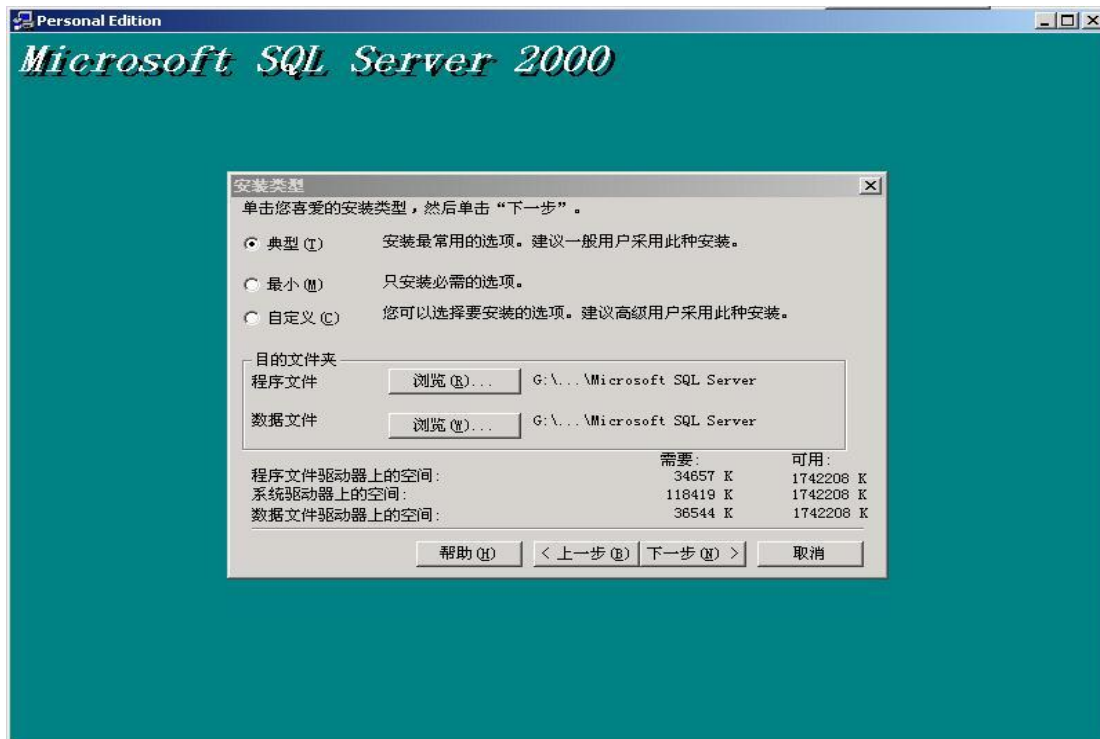 Personal Edition
Microsoft SQL Server 2000
安装类型
单击您喜爱的安装类型，然后单击“下一步”。
典型(T) 安装最常用的选项。建议一般用户采用此种安装。
最小(M) 只安装必需的选项。
自定义(C) 您可以选择要安装的选项。建议高级用户采用此种安装。
目的文件夹
程序文件 浏览(R)... G:\...\Microsoft SQL Server
数据文件 浏览(W)... G:\...\Microsoft SQL Server
需要: 可用:
程序文件驱动器上的空间: 34657 K 1742208 K
系统驱动器上的空间: 118419 K 1742208 K
数据文件驱动器上的空间: 36544 K 1742208 K
帮助(H) < 上一步(B) 下一步(N) > 取消